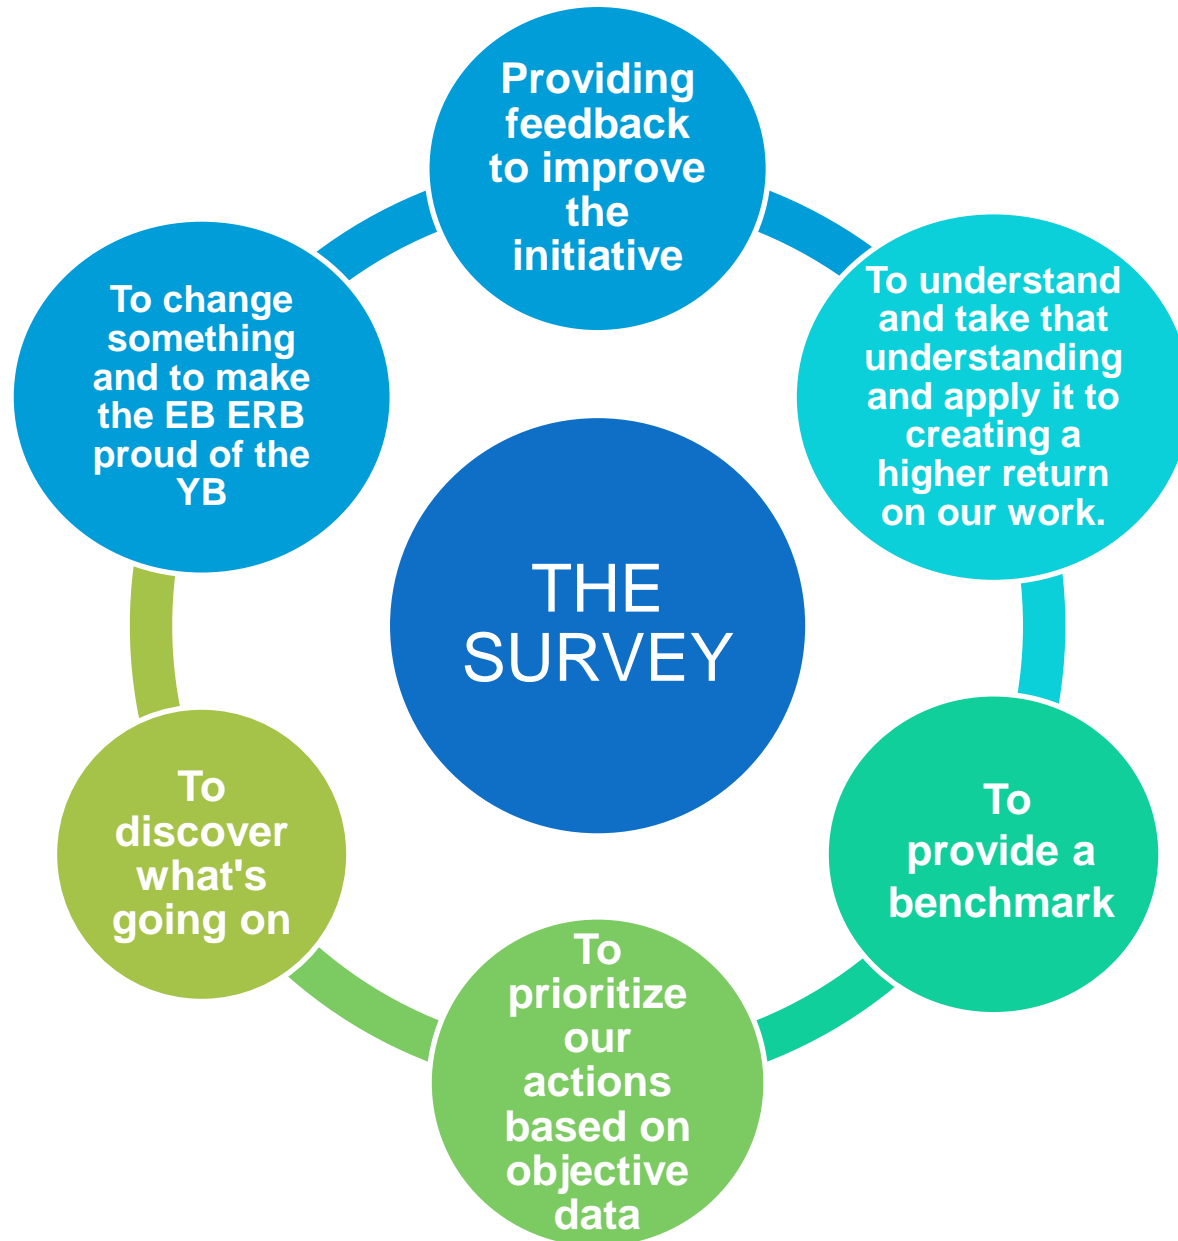 Providing
feedback
to improve
the
initiative
To understand
and take that
understanding
and apply it to
creating a
higher return
on our work.
To
provide a
benchmark
To
prioritize
our
actions
based on
objective
data
To
discover
what's
going on
To change
something
and to make
the EB ERB
proud of the
YB
THE
SURVEY